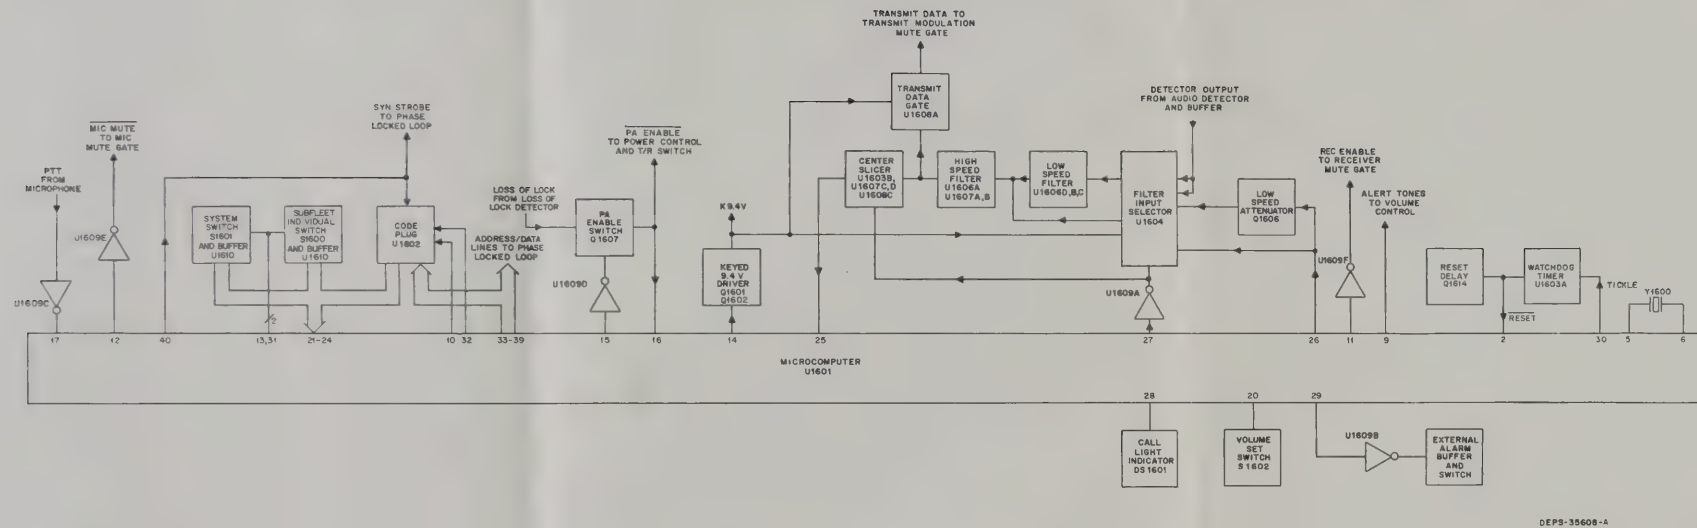 TRANSMIT DATA TO
TRANSMIT MODULATION
MUTE GATE
TRANSMIT
DATA
GATE
U1608A
DETECTOR OUTPUT
FROM AUDIO DETECTOR
AND BUFFER
SYN STROBE
TO PHASE
LOCKED LOOP
MIC MUTE
TO MIC
MUTE GATE
PA ENABLE
TO POWER CONTROL
AND T/R SWITCH
PTT
FROM
MICROPHONE
REC ENABLE
TO RECEIVER
MUTE GATE
ALERT TONES
TO VOLUME
CONTROL
CENTER
SLICER
U1603B,
U1607C,D
U1608C
HIGH
SPEED
FILTER
U1606A
U1607A,B
LOW
SPEED
FILTER
U1606D,B,C
FILTER
INPUT
SELECTOR
U1604
LOW
SPEED
ATTENUATOR
Q1606
K9.4V
LOSS OF LOCK
FROM LOSS OF
LOCK DETECTOR
PA
ENABLE
SWITCH
Q1607
SYSTEM
SWITCH
S1601
AND BUFFER
U1610
SUBFLEET
INDIVIDUAL
SWITCH
S1600
AND BUFFER
U1610
CODE
PLUG
U1802
ADDRESS/DATA
LINES TO PHASE
LOCKED LOOP
U1609E
U1609C
U1609D
KEYED
9.4 V
DRIVER
Q1601
Q1602
U1609A
U1609F
RESET
DELAY
Q1614
WATCHDOG
TIMER
U1603A
TICKLE
Y1600
RESET
2
17
12
40
13,31
21-24
10
32
33-39
15
16
14
25
27
26
11
9
2
30
5
6
MICROCOMPUTER
U1601
28
20
29
CALL
LIGHT
INDICATOR
DS1601
VOLUME
SET
SWITCH
S1602
U1609B
EXTERNAL
ALARM
BUFFER
AND
SWITCH
DEPS-35608-A